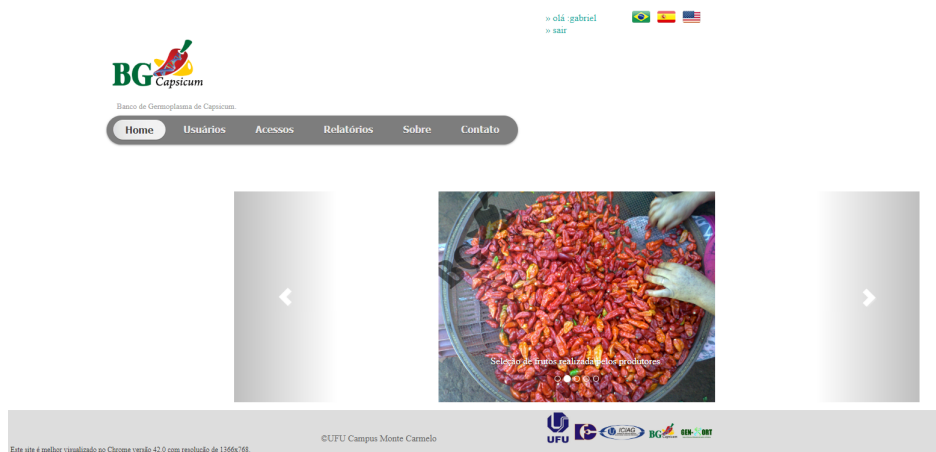 » olá :gabriel
» sair
BG Capsicum
Banco de Germoplasma de Capsicum.
Home Usuários Acessos Relatórios Sobre Contato
BG
Seleção de frutos realizada pelos produtores
©UFU Campus Monte Carmelo
UFU
ICIAG
BG
Este site é melhor visualizado no Chrome versão 42.0 com resolução de 1366x768.